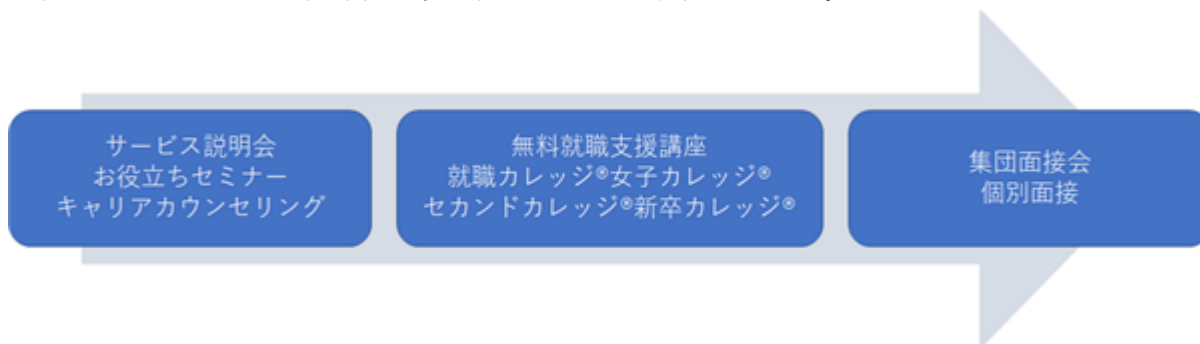 サービス説明会
お役立ちセミナー
キャリアカウンセリング
無料就職支援講座
就職カレッジ®女子カレッジ®
セカンドカレッジ®新卒カレッジ®
集団面接会
個別面接